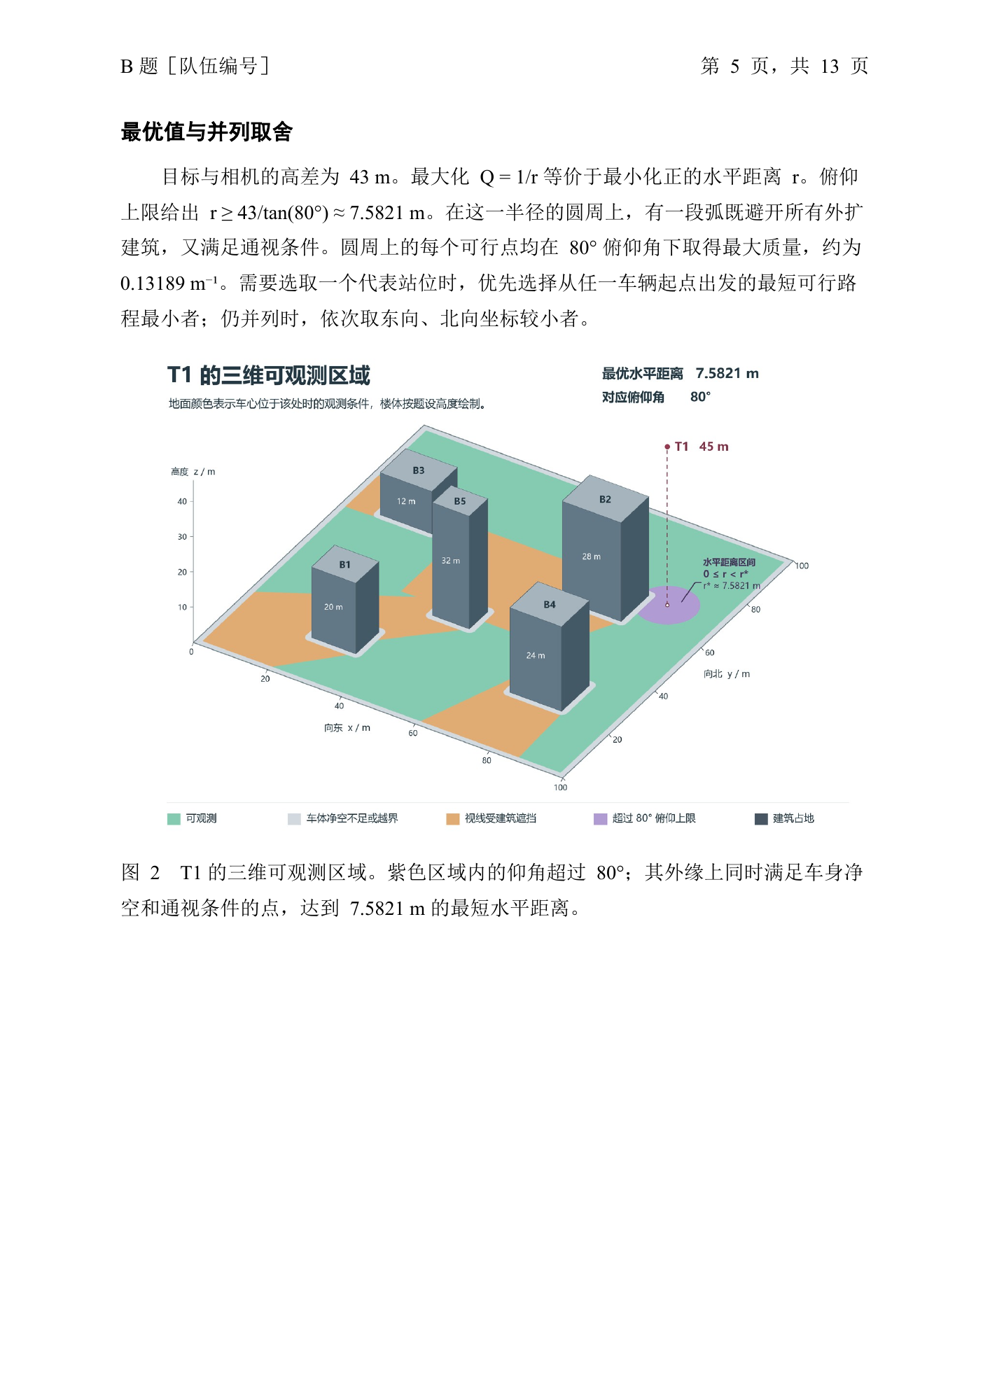 B 题［队伍编号］ 第 5 页，共 13 页
最优值与并列取舍
目标与相机的高差为 43 m。最大化 Q = 1/r 等价于最小化正的水平距离 r。俯仰
上限给出 r ≥ 43/tan(80°) ≈ 7.5821 m。在这一半径的圆周上，有一段弧既避开所有外扩
建筑，又满足通视条件。圆周上的每个可行点均在 80° 俯仰角下取得最大质量，约为
0.13189 m⁻¹。需要选取一个代表站位时，优先选择从任一车辆起点出发的最短可行路
程最小者；仍并列时，依次取东向、北向坐标较小者。
T1 的三维可观测区域
地面颜色表示车心位于该处时的观测条件，楼体按题设高度绘制。
最优水平距离 7.5821 m
对应俯仰角 80°
T1 45 m
高度 z / m
40
30
20
10
0
B3
12 m
B5
32 m
B2
28 m
B1
20 m
B4
24 m
水平距离区间
0 ≤ r < r*
r* = 7.5821 m
100
80
60
向北 y / m
40
20
20
40
向东 x / m
60
80
100
可观测
车体净空不足或越界
视线受建筑遮挡
超过 80° 俯仰上限
建筑占地
图 2 T1 的三维可观测区域。紫色区域内的仰角超过 80°；其外缘上同时满足车身净
空和通视条件的点，达到 7.5821 m 的最短水平距离。